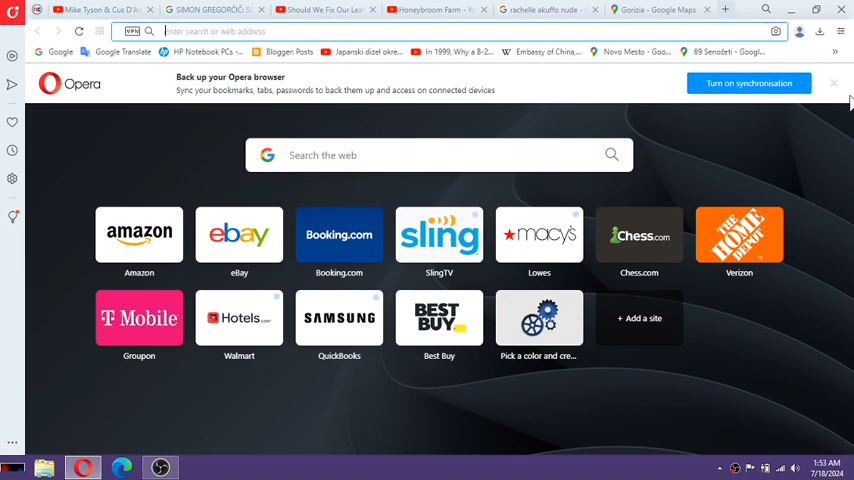 Mike Tyson & Cus D'A
SIMON GREGORČIČ: SO
Should We Fix Our Lea
Honeybroom Farm -
rachelle akuffo nude -
Gorizia - Google Maps
VPN
Enter search or web address
Google
Google Translate
HP Notebook PC -...
Blogger: Posts
Japanski dizel okre...
In 1999, Why a B-2...
Embassy of China,...
Novo Mesto - Goo...
89 Senožeti - Googl...
Opera
Back up your Opera browser
Sync your bookmarks, tabs, passwords to back them up and access on connected devices
Turn on synchronisation
Search the web
amazon
ebay
Booking.com
sling
macy's
Chess.com
THE HOME DEPOT
Amazon
eBay
Booking.com
SlingTV
Lowes
Chess.com
Verizon
T Mobile
Hotels.com
SAMSUNG
BEST BUY
+ Add a site
Groupon
Walmart
QuickBooks
Best Buy
Pick a color and cre...
1:53 AM
7/18/2024